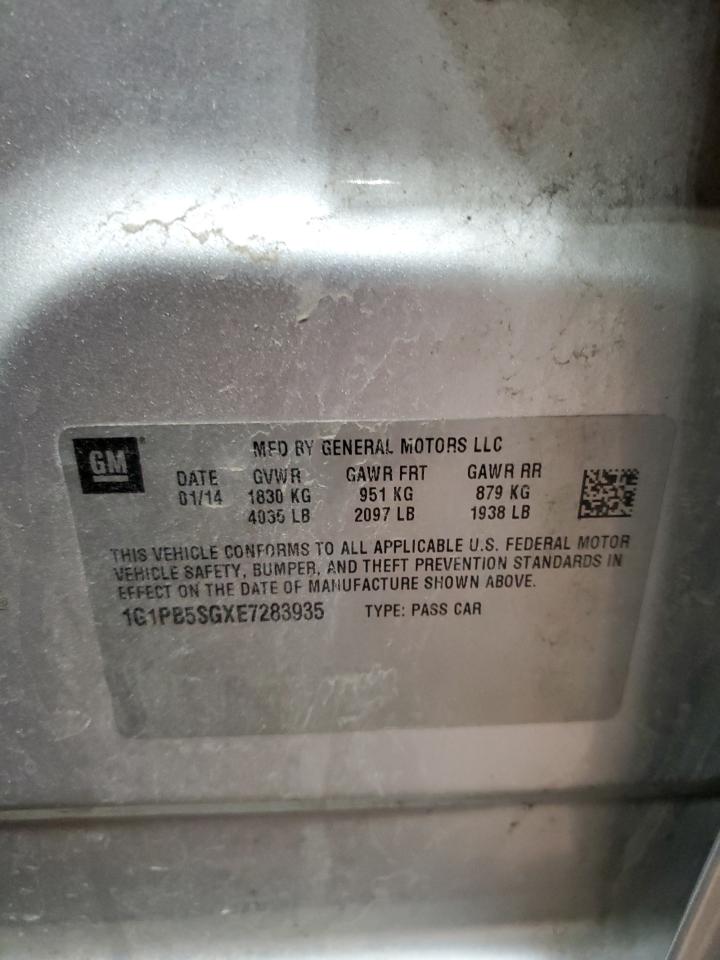 GM
MFD BY GENERAL MOTORS LLC
DATE GVWR GAWR FRT GAWR RR
01/14 1830 KG 951 KG 879 KG
4035 LB 2097 LB 1938 LB
THIS VEHICLE CONFORMS TO ALL APPLICABLE U.S. FEDERAL MOTOR
VEHICLE SAFETY, BUMPER, AND THEFT PREVENTION STANDARDS IN
EFFECT ON THE DATE OF MANUFACTURE SHOWN ABOVE.
1G1PB5SGXE7283935 TYPE: PASS CAR